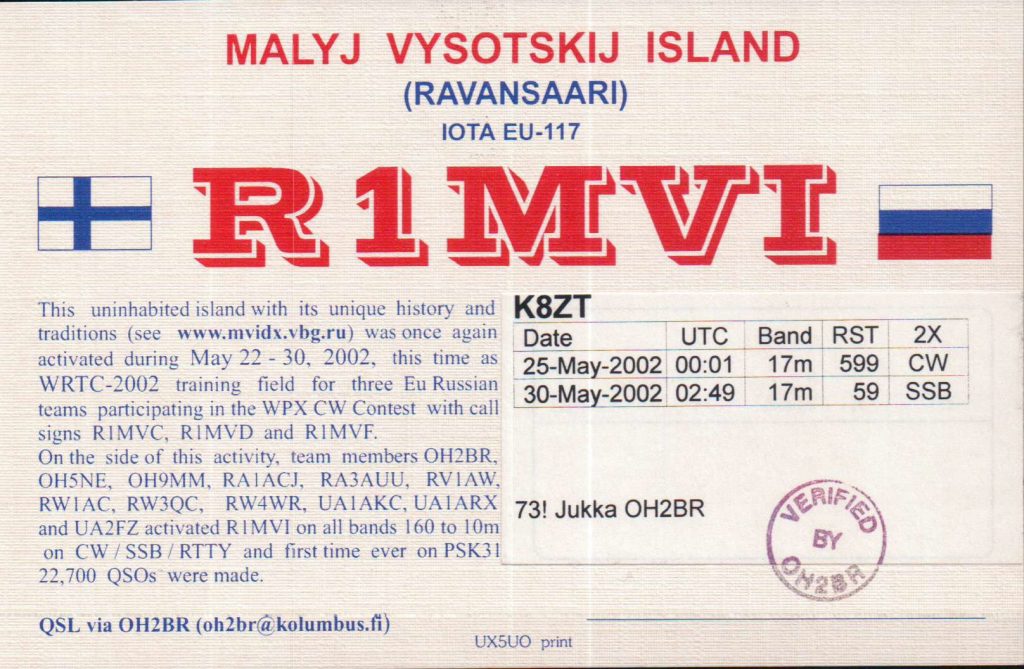 MALYJ VYSOTSKIJ ISLAND
(RAVANSAARI)
IOTA EU-117
R1MVI
This uninhabited island with its unique history and
traditions (see www.mvidx.vbg.ru) was once again
activated during May 22 - 30, 2002, this time as
WRTC-2002 training field for three Eu Russian
teams participating in the WPX CW Contest with call
signs R1MVC, R1MVD and R1MVF.
On the side of this activity, team members OH2BR,
OH5NE, OH9MM, RA1ACJ, RA3AUU, RV1AW,
RW1AC, RW3QC, RW4WR, UA1AKC, UA1ARX
and UA2FZ activated R1MVI on all bands 160 to 10m
on CW / SSB / RTTY and first time ever on PSK31
22,700 QSOs were made.
QSL via OH2BR (oh2br@kolumbus.fi)
K8ZT
Date UTC Band RST 2X
25-May-2002 00:01 17m 599 CW
30-May-2002 02:49 17m 59 SSB
73! Jukka OH2BR
VERIFIED
BY
OH2BR
UX5UO print